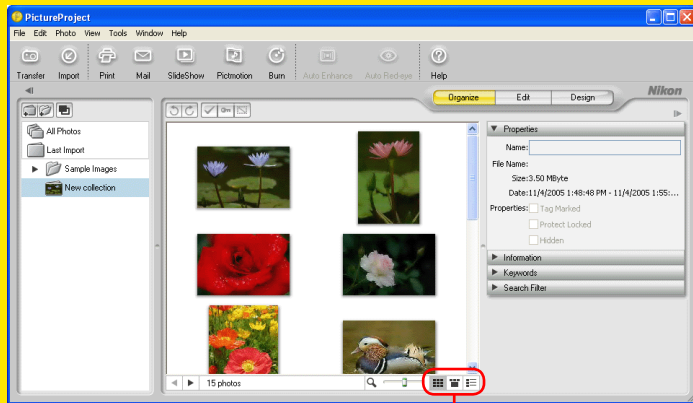 PictureProject
File Edit Photo View Tools Window Help
Transfer Import Print Mail SlideShow Pictmotion Burn Auto Enhance Auto Red-eye Help
Organize Edit Design Nikon
All Photos
Last Import
Sample Images
New collection
Properties
Name:
File Name:
Size:3.50 MByte
Date:11/4/2005 1:48:48 PM - 11/4/2005 1:55:...
Properties: Tag Marked
Protect Locked
Hidden
Information
Keywords
Search Filter
15 photos